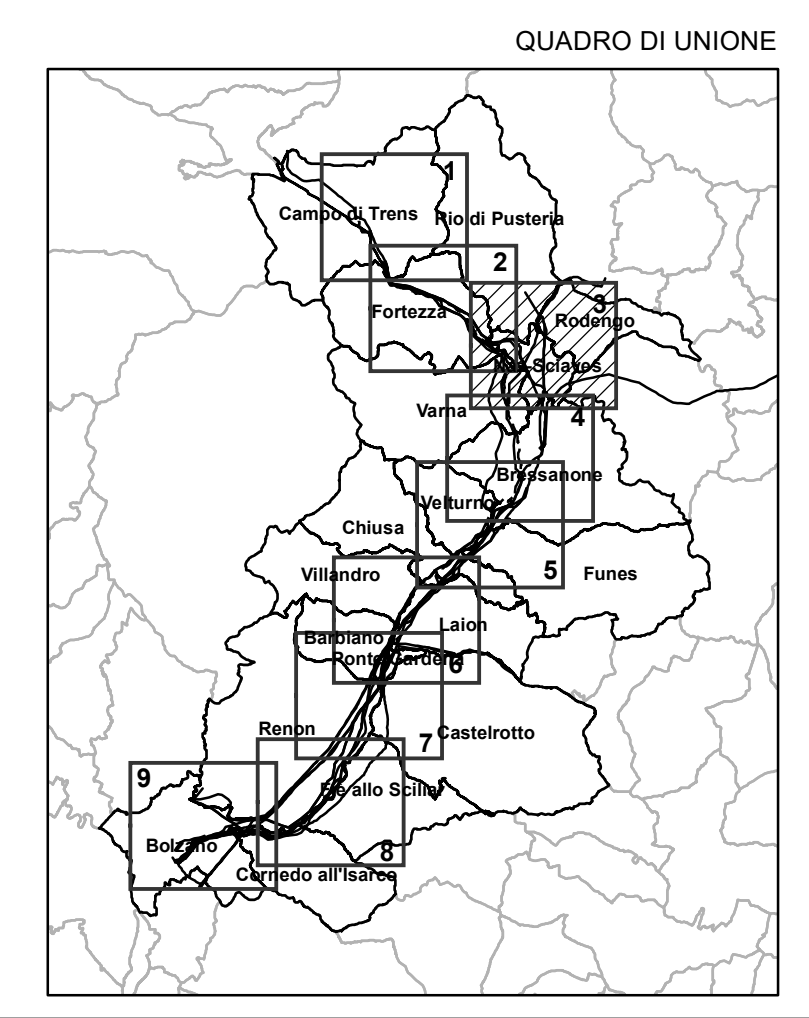 QUADRO DI UNIONE
1
Campo di Trens
Rio di Pusteria
2
3
Fortezza
Rodengo
Naz-Sciaves
Varna
4
Bressanone
Velturno
Chiusa
5
Villandro
Funes
Laion
Barbiano
Ponte Gardena
6
Renon
7
Castelrotto
9
Fiè allo Sciliar
Bolzano
8
Cornedo all'Isarco